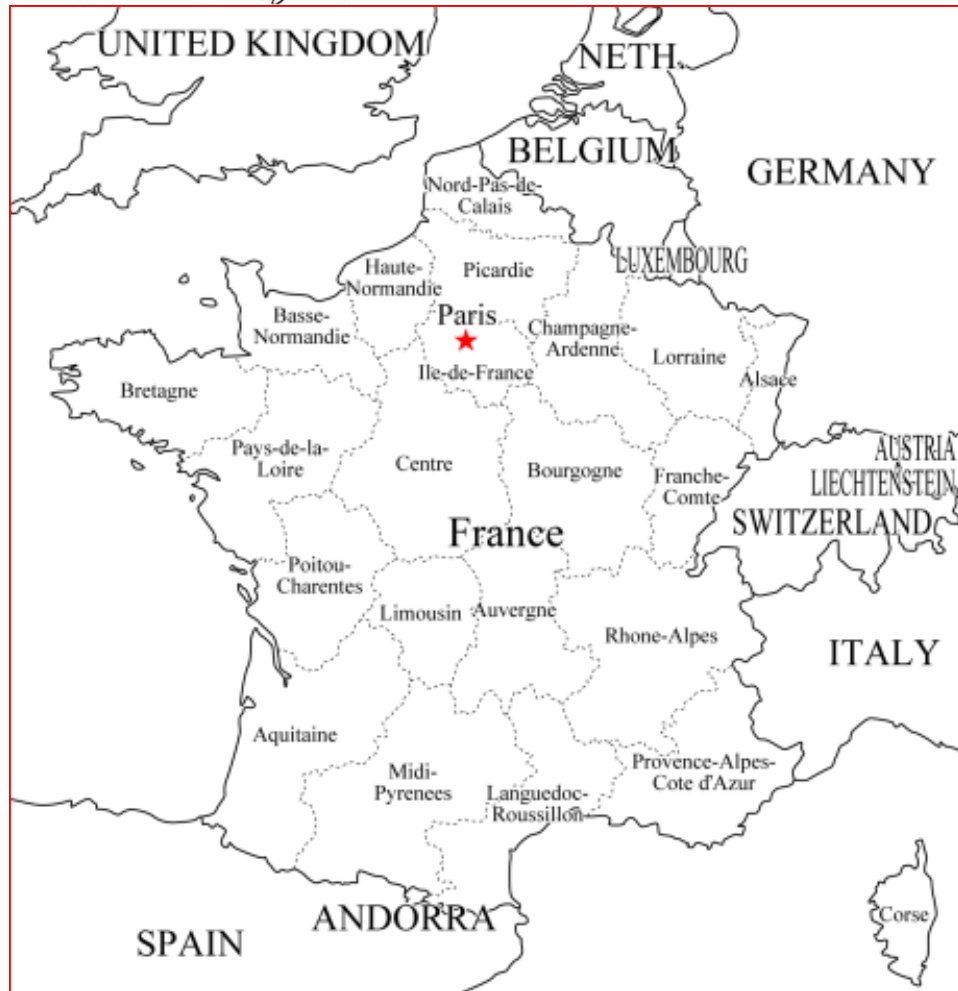 UNITED KINGDOM
NETH.
BELGIUM
GERMANY
Nord-Pas-de-
Calais
LUXEMBOURG
Haute-
Normandie
Picardie
Basse-
Normandie
Paris
Champagne-
Ardenne
Lorraine
Ile-de-France
Alsace
Bretagne
Pays-de-la-
Loire
Centre
Bourgogne
Franche-
Comte
AUSTRIA
LIECHTENSTEIN
SWITZERLAND
France
Poitou-
Charentes
Limousin
Auvergne
Rhone-Alpes
ITALY
Aquitaine
Midi-
Pyrenees
Languedoc-
Roussillon
Provence-Alpes-
Cote d'Azur
Corse
ANDORRA
SPAIN